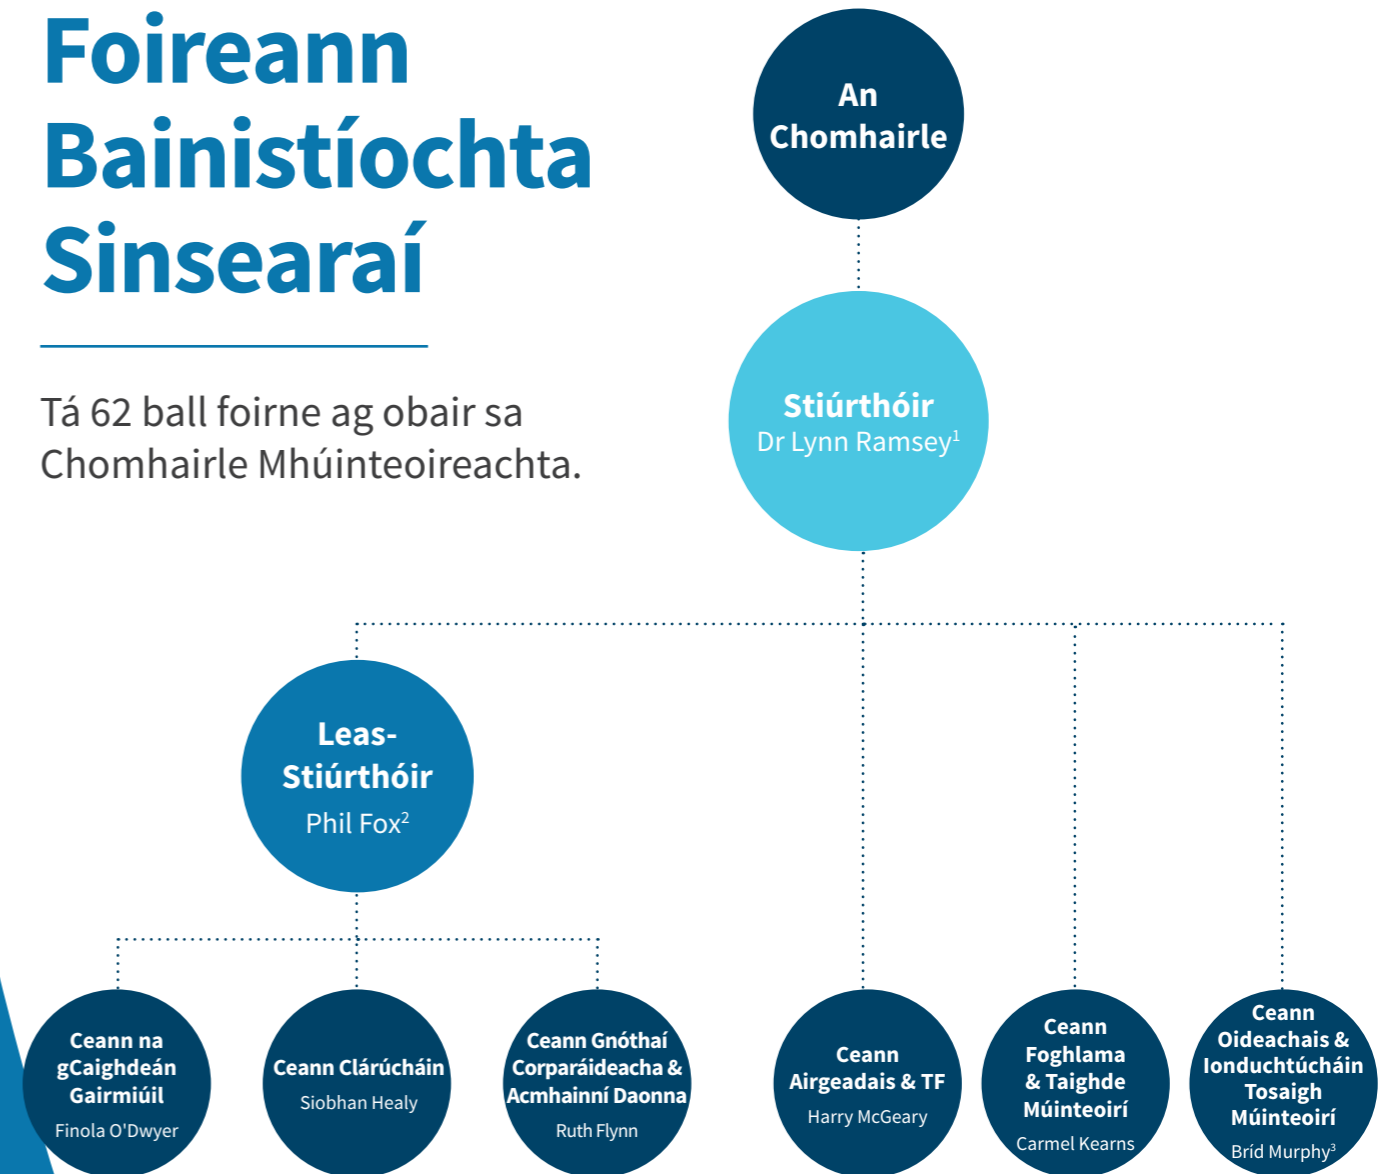 Foireann
Bainistíochta
Sinsearaí
Tá 62 ball foirne ag obair sa
Chomhairle Mhúinteoireachta.
An
Chomhairle
Stiúrthóir
Dr Lynn Ramsey¹
Leas-
Stiúrthóir
Phil Fox²
Ceann na
gCaighdeán
Gairmiúil
Finola O'Dwyer
Ceann Clárúcháin
Siobhan Healy
Ceann Gnóthaí
Corparáideacha &
Acmhainní Daonna
Ruth Flynn
Ceann
Airgeadais & TF
Harry McGeary
Ceann
Foghlama
& Taighde
Múinteoirí
Carmel Kearns
Ceann
Oideachais &
Ionduchtúcháin
Tosaigh
Múinteoirí
Bríd Murphy³